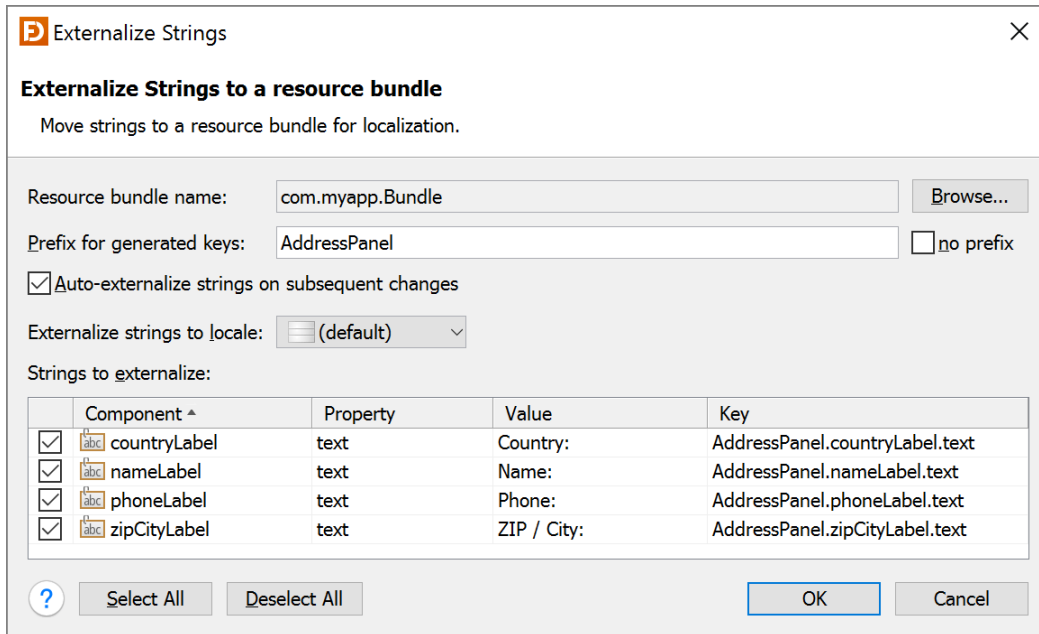 Externalize Strings
Externalize Strings to a resource bundle
Move strings to a resource bundle for localization.
Resource bundle name: com.myapp.Bundle Browse...
Prefix for generated keys: AddressPanel no prefix
Auto-externalize strings on subsequent changes
Externalize strings to locale: (default)
Strings to externalize:
Component Property Value Key
abc countryLabel text Country: AddressPanel.countryLabel.text
abc nameLabel text Name: AddressPanel.nameLabel.text
abc phoneLabel text Phone: AddressPanel.phoneLabel.text
abc zipCityLabel text ZIP / City: AddressPanel.zipCityLabel.text
? Select All Deselect All OK Cancel